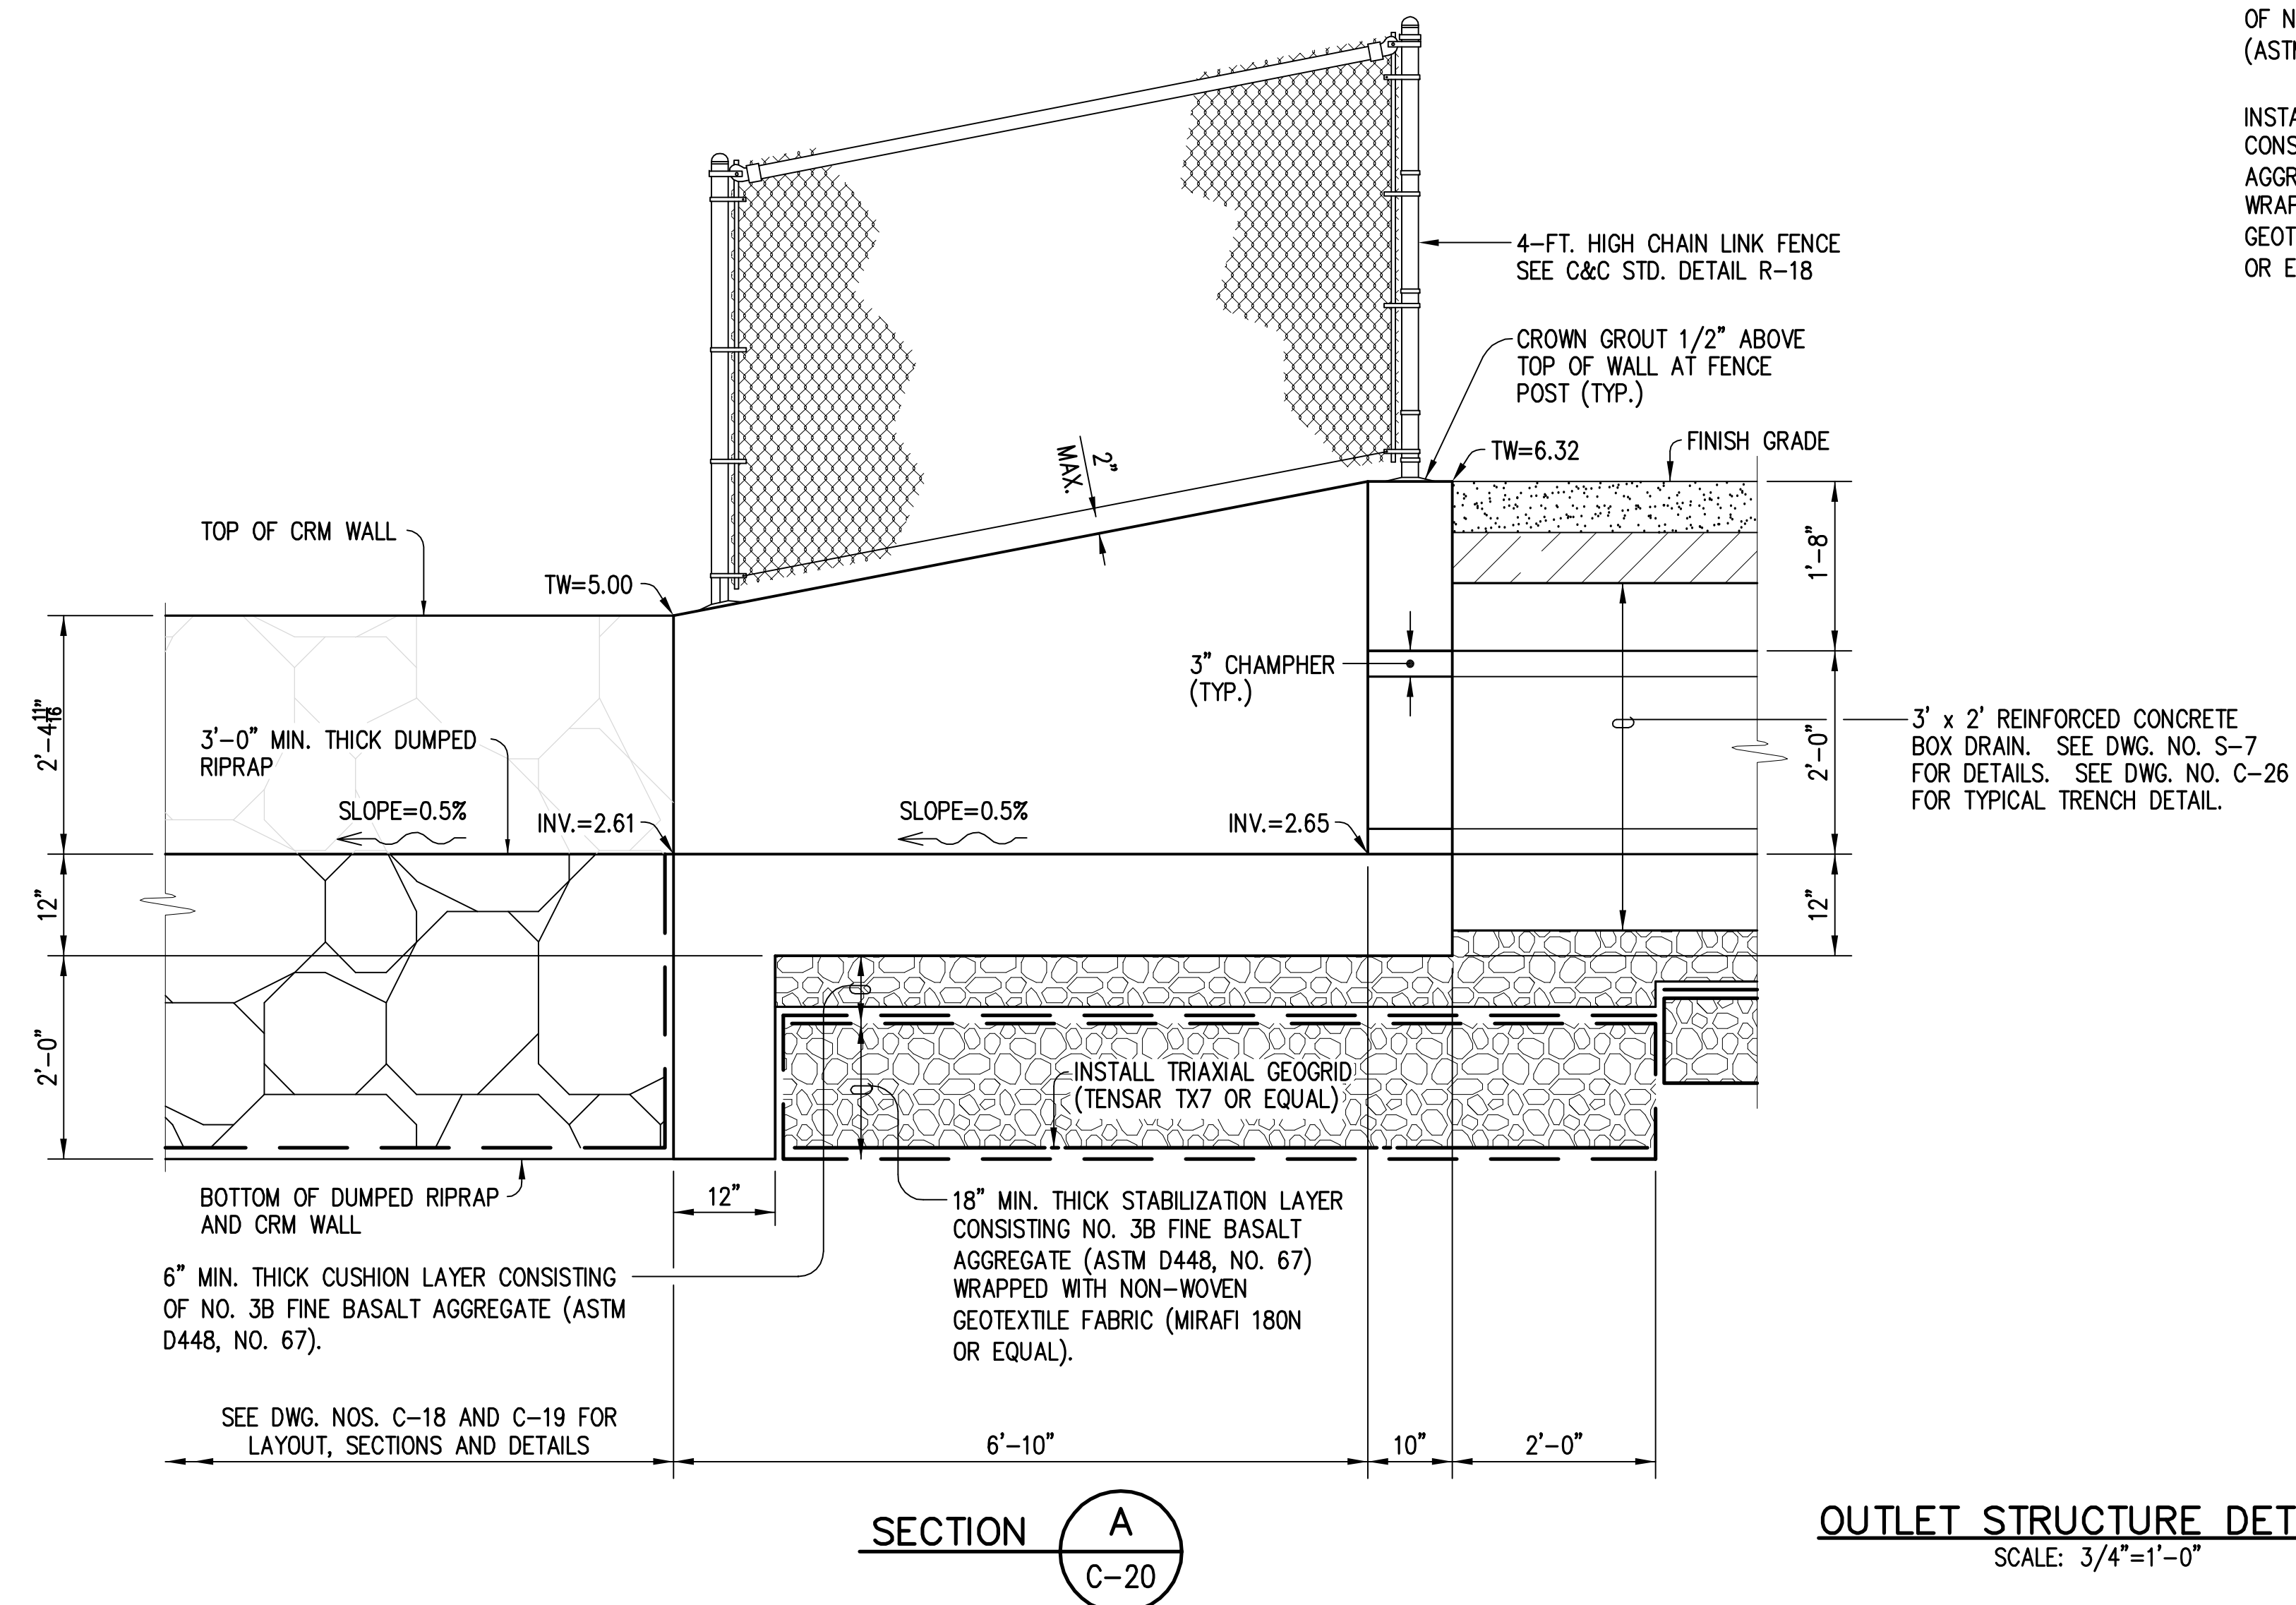 OF N
(ASTM
INSTA
CONS
AGGR
WRAP
GEOT
OR E
4-FT. HIGH CHAIN LINK FENCE
SEE C&C STD. DETAIL R-18
CROWN GROUT 1/2" ABOVE
TOP OF WALL AT FENCE
POST (TYP.)
2"
MAX.
TW=6.32
FINISH GRADE
TOP OF CRM WALL
TW=5.00
1'-8"
3" CHAMPHER
(TYP.)
2'-4 11/16"
3'-0" MIN. THICK DUMPED
RIPRAP
SLOPE=0.5%
INV.=2.61
SLOPE=0.5%
INV.=2.65
2'-0"
3' x 2' REINFORCED CONCRETE
BOX DRAIN. SEE DWG. NO. S-7
FOR DETAILS. SEE DWG. NO. C-26
FOR TYPICAL TRENCH DETAIL.
12"
12"
2'-0"
INSTALL TRIAXIAL GEOGRID
(TENSAR TX7 OR EQUAL)
BOTTOM OF DUMPED RIPRAP
AND CRM WALL
12"
18" MIN. THICK STABILIZATION LAYER
CONSISTING NO. 3B FINE BASALT
AGGREGATE (ASTM D448, NO. 67)
WRAPPED WITH NON-WOVEN
GEOTEXTILE FABRIC (MIRAFI 180N
OR EQUAL).
6" MIN. THICK CUSHION LAYER CONSISTING
OF NO. 3B FINE BASALT AGGREGATE (ASTM
D448, NO. 67).
SEE DWG. NOS. C-18 AND C-19 FOR
LAYOUT, SECTIONS AND DETAILS
6'-10"
10"
2'-0"
SECTION
A
C-20
OUTLET STRUCTURE DET
SCALE: 3/4"=1'-0"